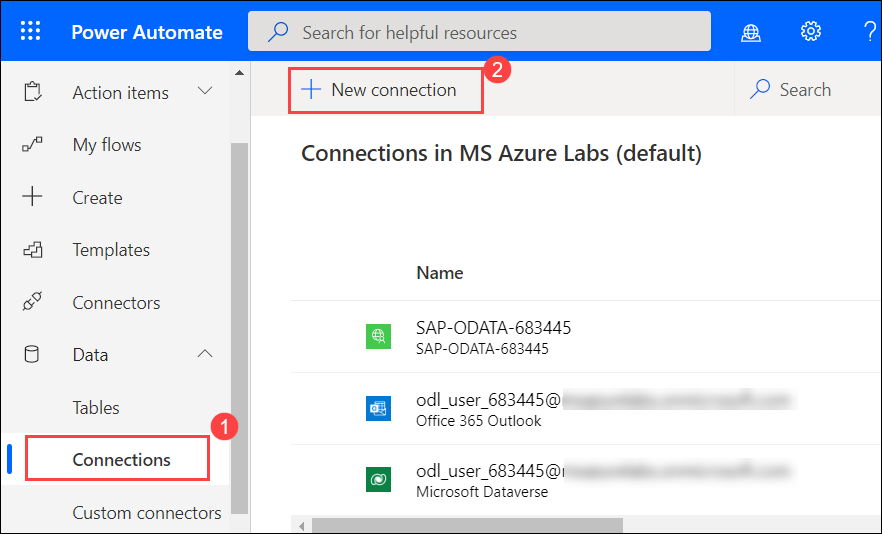 Power Automate
Search for helpful resources
?
Action items
My flows
Create
Templates
Connectors
Data
Tables
1
Connections
Custom connectors
2
New connection
Search
Connections in MS Azure Labs (default)
Name
SAP-ODATA-683445
SAP-ODATA-683445
odl_user_683445@
Office 365 Outlook
odl_user_683445@
Microsoft Dataverse